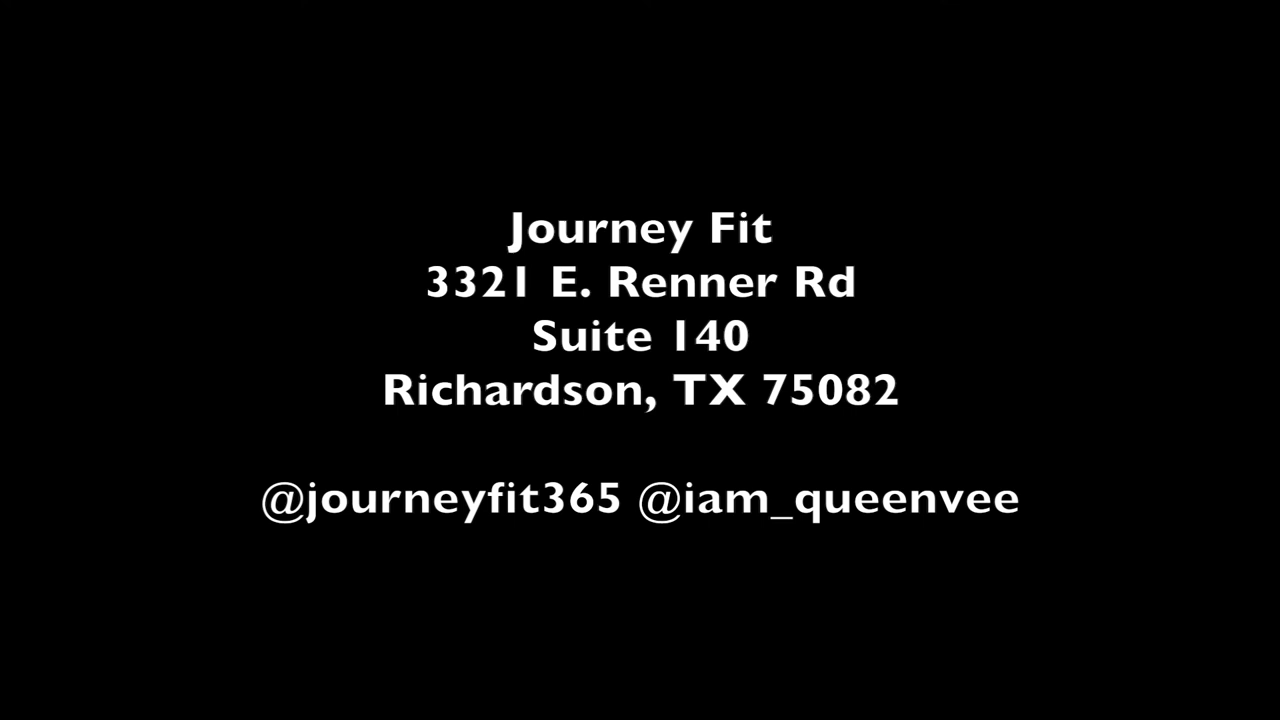 Journey Fit
3321 E. Renner Rd
Suite 140
Richardson, TX 75082
@journeyfit365 @iam_queenvee